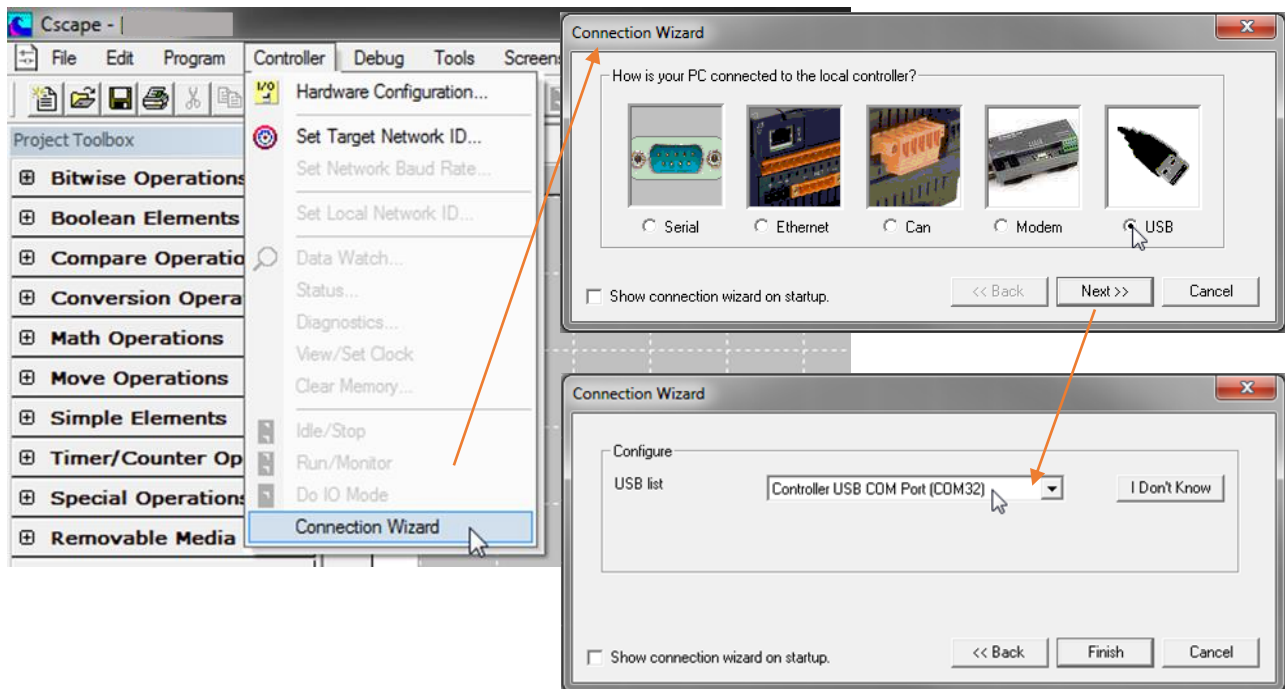 Cscape - |
File Edit Program Controller Debug Tools Screens
Project Toolbox
Bitwise Operations
Boolean Elements
Compare Operatio
Conversion Opera
Math Operations
Move Operations
Simple Elements
Timer/Counter Op
Special Operations
Removable Media
I/O
Hardware Configuration...
Set Target Network ID...
Set Network Baud Rate...
Set Local Network ID...
Data Watch...
Status...
Diagnostics...
View/Set Clock
Clear Memory...
Idle/Stop
Run/Monitor
Do IO Mode
Connection Wizard
Connection Wizard
How is your PC connected to the local controller?
Serial Ethernet Can Modem USB
Show connection wizard on startup.
<< Back Next >> Cancel
Connection Wizard
Configure
USB list Controller USB COM Port (COM32) I Don't Know
Show connection wizard on startup.
<< Back Finish Cancel